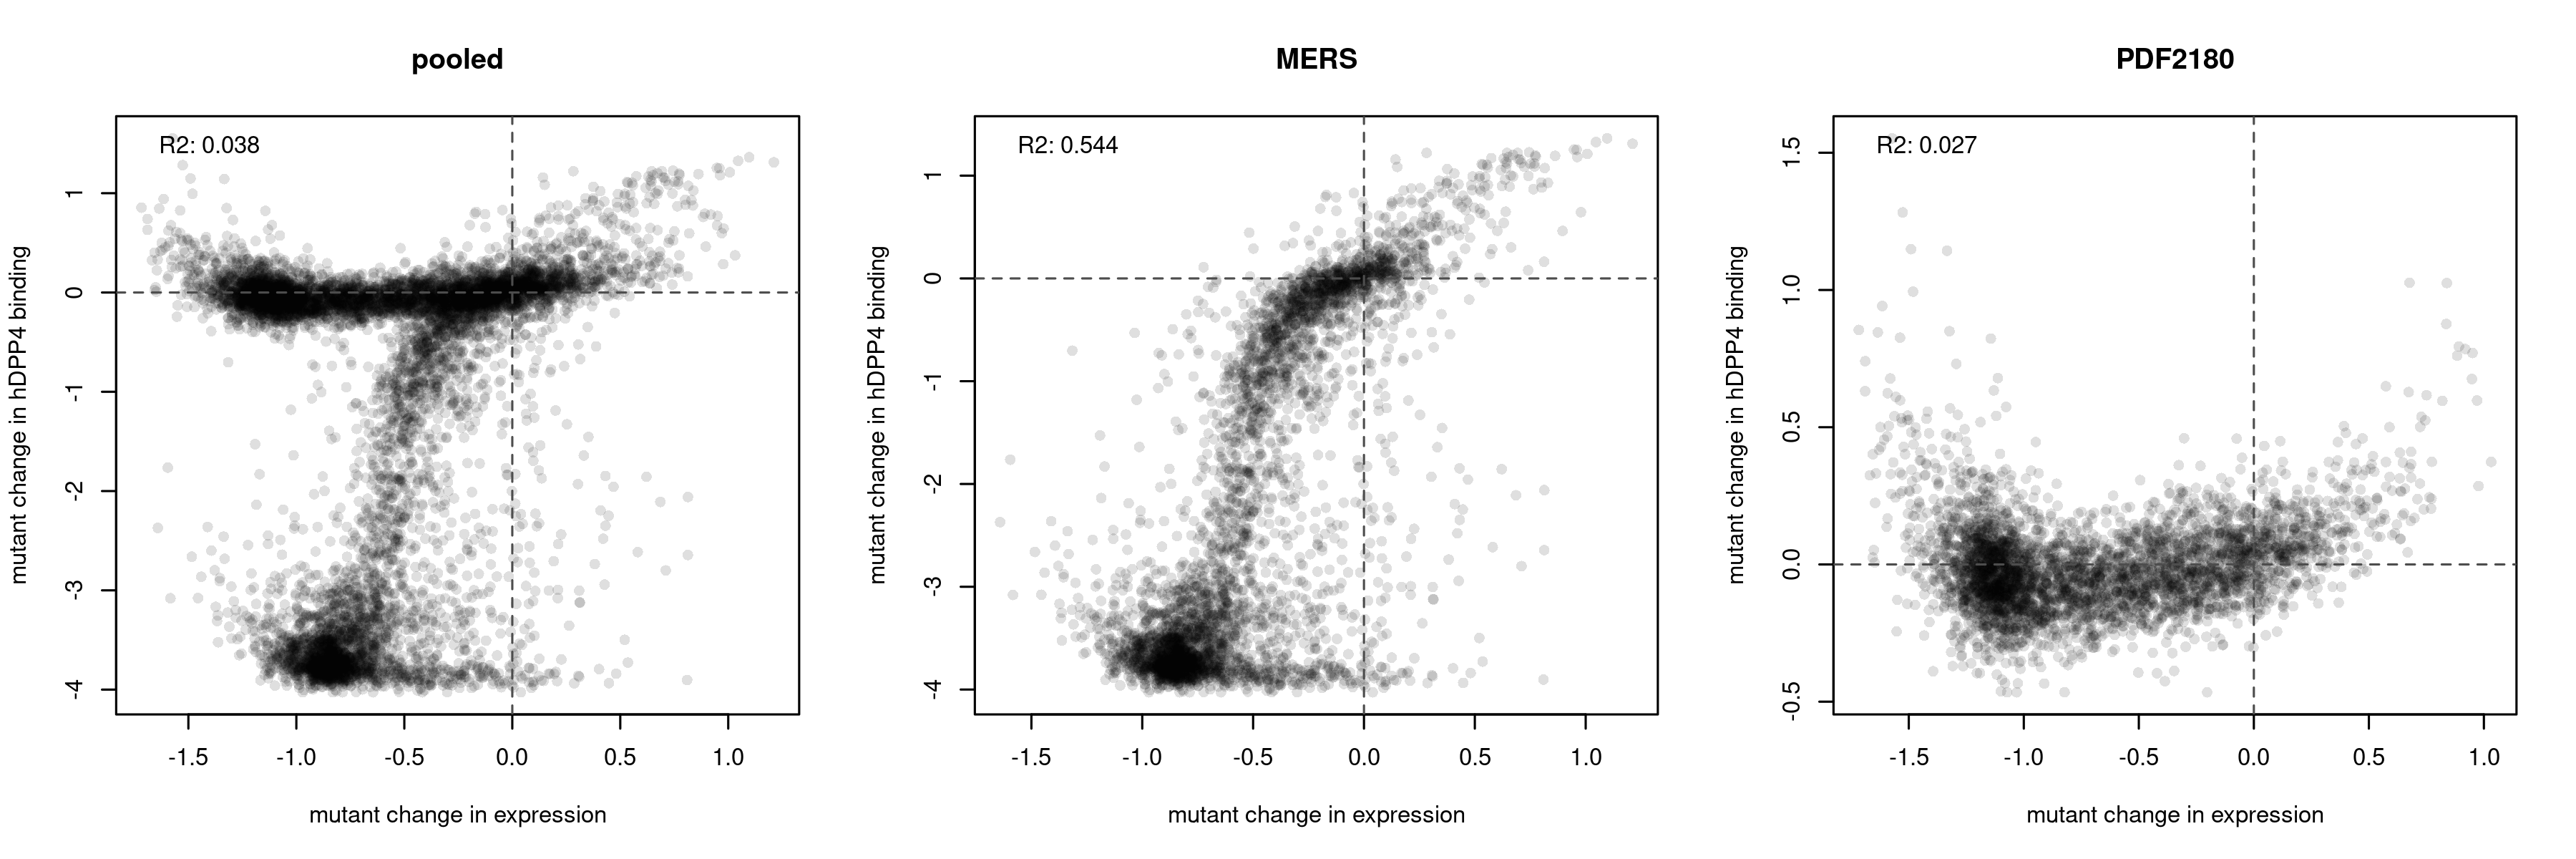 pooled
R2: 0.038
mutant change in hDPP4 binding
1
0
-1
-2
-3
-4
-1.5 -1.0 -0.5 0.0 0.5 1.0
mutant change in expression
MERS
R2: 0.544
mutant change in hDPP4 binding
1
0
-1
-2
-3
-4
-1.5 -1.0 -0.5 0.0 0.5 1.0
mutant change in expression
PDF2180
R2: 0.027
mutant change in hDPP4 binding
1.5
1.0
0.5
0.0
-0.5
-1.5 -1.0 -0.5 0.0 0.5 1.0
mutant change in expression